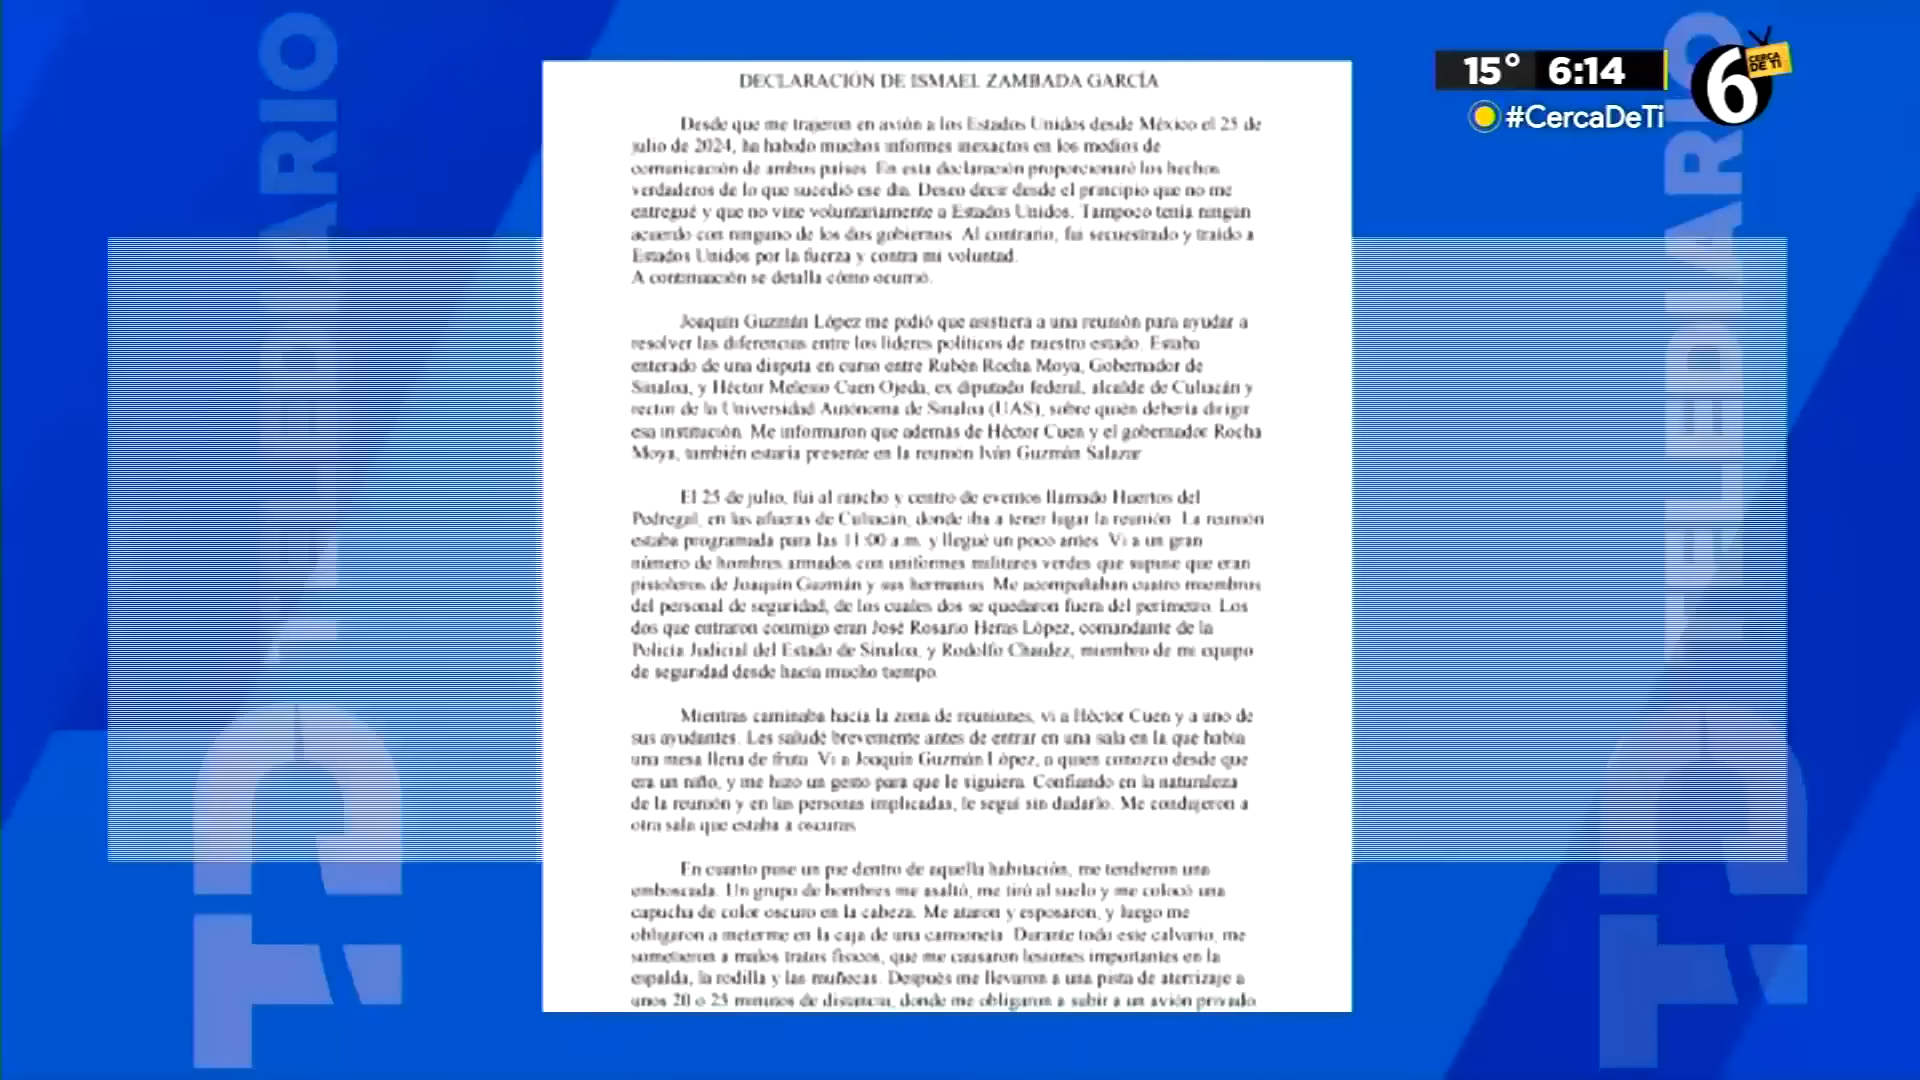 DECLARACIÓN DE ISMAEL ZAMBADA GARCÍA
Desde que me trajeron en avión a los Estados Unidos desde México el 25 de
julio de 2024, ha habido muchos informes inexactos en los medios de
comunicación de ambos países. En esta declaración proporcionaré los hechos
verdaderos de lo que sucedió ese día. Deseo decir desde el principio que no me
entregué y que no vine voluntariamente a Estados Unidos. Tampoco tenía ningún
acuerdo con ninguno de los dos gobiernos. Al contrario, fui secuestrado y traído a
Estados Unidos por la fuerza y contra mi voluntad.
A continuación se detalla cómo ocurrió.
Joaquín Guzmán López me pidió que asistiera a una reunión para ayudar a
resolver las diferencias entre los líderes políticos de nuestro estado. Estaba
enterado de una disputa en curso entre Rubén Rocha Moya, Gobernador de
Sinaloa, y Héctor Melesio Cuen Ojeda, ex diputado federal, alcalde de Culiacán y
rector de la Universidad Autónoma de Sinaloa (UAS), sobre quién debería dirigir
esa institución. Me informaron que además de Héctor Cuen y el gobernador Rocha
Moya, también estaría presente en la reunión Iván Guzmán Salazar.
El 25 de julio, fui al rancho y centro de eventos llamado Huertos del
Pedregal, en las afueras de Culiacán, donde iba a tener lugar la reunión. La reunión
estaba programada para las 11:00 a.m. y llegué un poco antes. Vi a un gran
número de hombres armados con uniformes militares verdes que supuse que eran
pistoleros de Joaquín Guzmán y sus hermanos. Me acompañaban cuatro miembros
del personal de seguridad, de los cuales dos se quedaron fuera del perímetro. Los
dos que entraron conmigo eran José Rosario Heras López, comandante de la
Policía Judicial del Estado de Sinaloa, y Rodolfo Chaidez, miembro de mi equipo
de seguridad desde hacía mucho tiempo.
Mientras caminaba hacia la zona de reuniones, vi a Héctor Cuen y a uno de
sus ayudantes. Les saludé brevemente antes de entrar en una sala en la que había
una mesa llena de fruta. Vi a Joaquín Guzmán López, a quien conozco desde que
era un niño, y me hizo un gesto para que le siguiera. Confiando en la naturaleza
de la reunión y en las personas implicadas, le seguí sin dudarlo. Me condujeron a
otra sala que estaba a oscuras.
En cuanto puse un pie dentro de aquella habitación, me tendieron una
emboscada. Un grupo de hombres me asaltó, me tiró al suelo y me colocó una
capucha de color oscuro en la cabeza. Me ataron y esposaron, y luego me
obligaron a meterme en la caja de una camioneta. Durante todo este calvario, me
sometieron a malos tratos físicos, que me causaron lesiones importantes en la
espalda, la rodilla y las muñecas. Después me llevaron a una pista de aterrizaje a
unos 20 o 25 minutos de distancia, donde me obligaron a subir a un avión privado.
15° 6:14
#CercaDeTi
6 CERCA DE TI
TELEDIARIO
TELEDIARIO